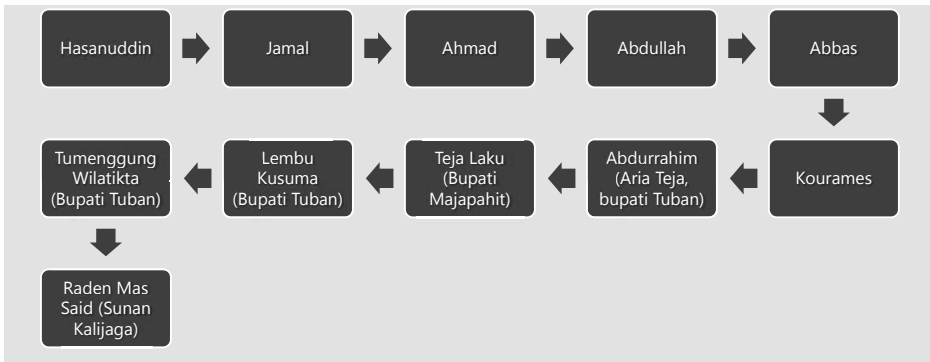 Hasanuddin
Jamal
Ahmad
Abdullah
Abbas
Kourames
Abdurrahim
(Aria Teja,
bupati Tuban)
Teja Laku
(Bupati
Majapahit)
Lembu
Kusuma
(Bupati Tuban)
Tumenggung
Wilatikta
(Bupati Tuban)
Raden Mas
Said (Sunan
Kalijaga)